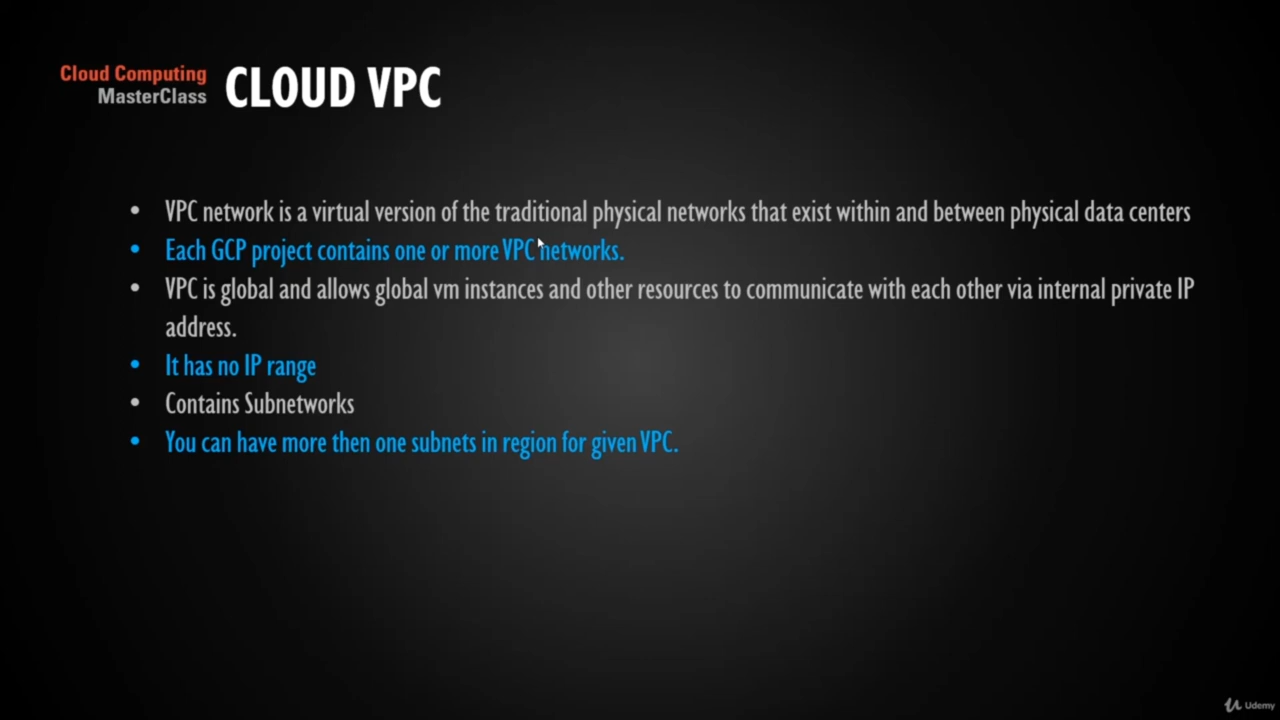 Cloud Computing
MasterClass
CLOUD VPC
• VPC network is a virtual version of the traditional physical networks that exist within and between physical data centers
• Each GCP project contains one or more VPC networks.
• VPC is global and allows global vm instances and other resources to communicate with each other via internal private IP
address.
• It has no IP range
• Contains Subnetworks
• You can have more then one subnets in region for given VPC.
Udemy